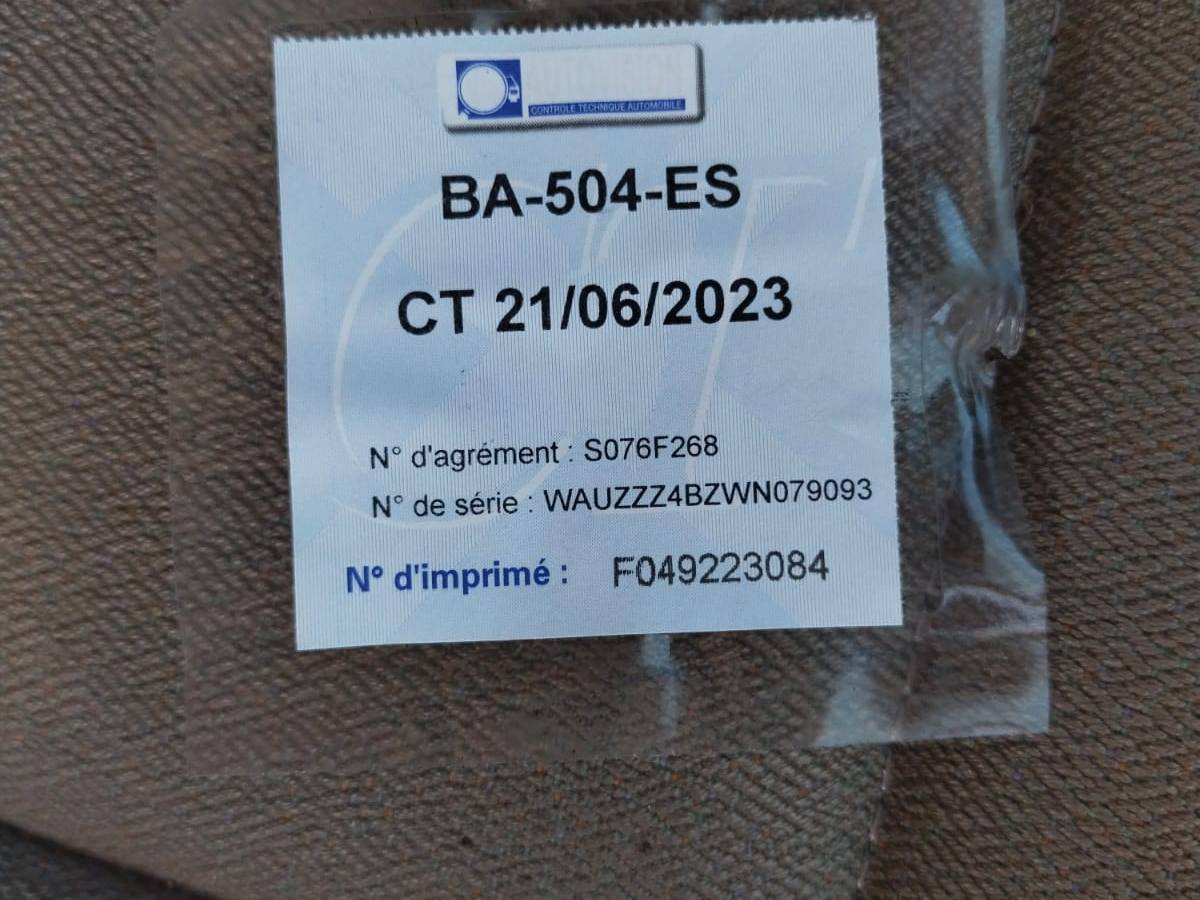 CONTROLE TECHNIQUE AUTOMOBILE
BA-504-ES
CT 21/06/2023
N° d'agrément : S076F268
N° de série : WAUZZZ4BZWN079093
N° d'imprimé : F049223084